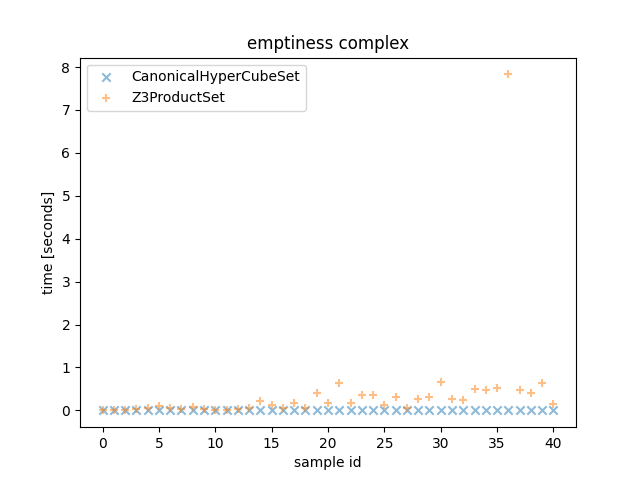 emptiness complex
CanonicalHyperCubeSet
Z3ProductSet
8
7
6
5
4
3
2
1
0
time [seconds]
0 5 10 15 20 25 30 35 40
sample id